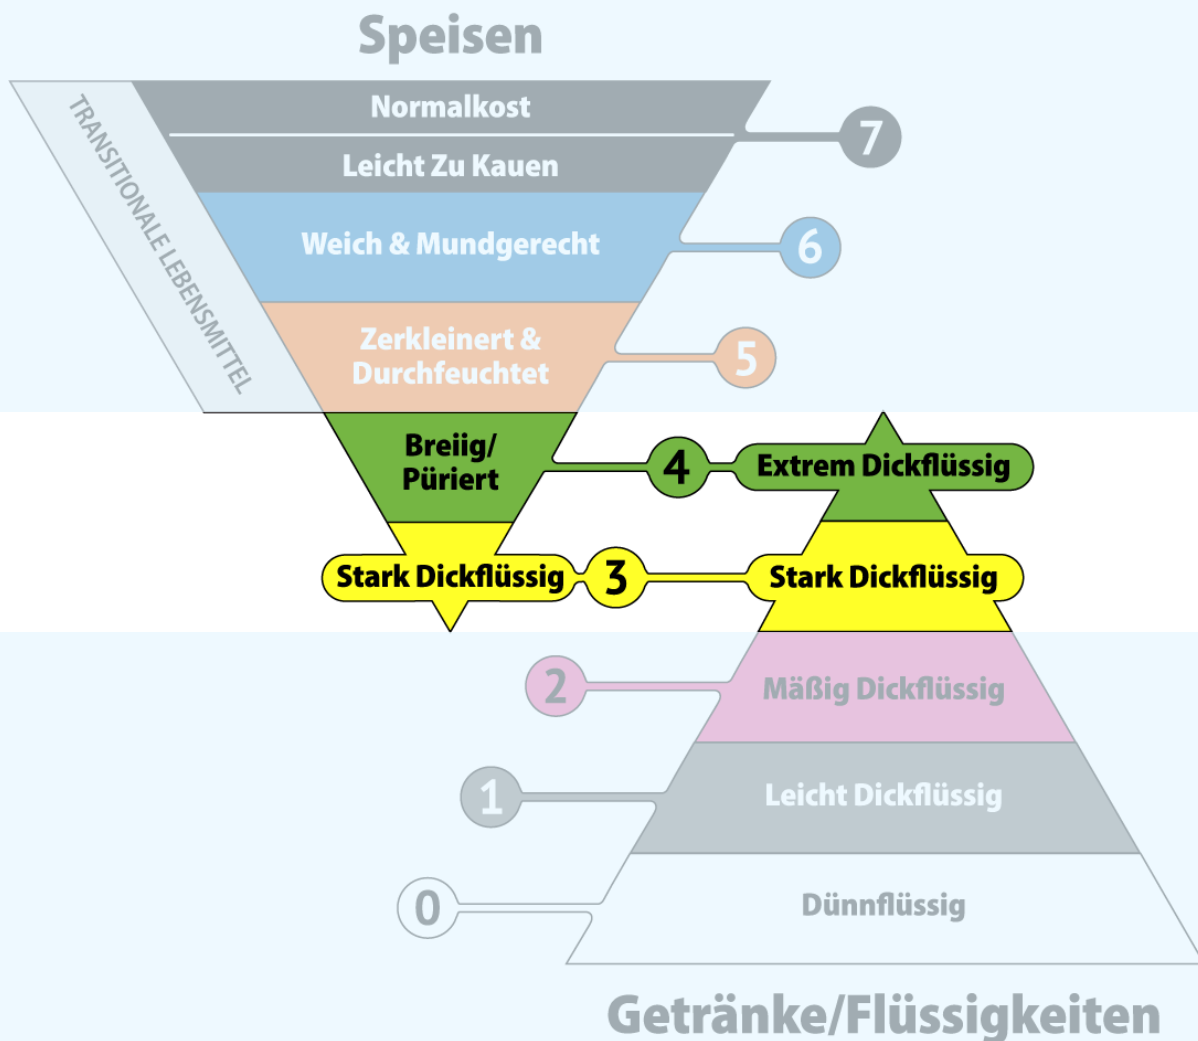 Speisen
TRANSITIONALE LEBENSMITTEL
Normalkost
7
Leicht Zu Kauen
Weich & Mundgerecht
6
Zerkleinert &
Durchfeuchtet
5
Breiig/
Püriert
4
Extrem Dickflüssig
Stark Dickflüssig
3
Stark Dickflüssig
2
Mäßig Dickflüssig
1
Leicht Dickflüssig
0
Dünnflüssig
Getränke/Flüssigkeiten